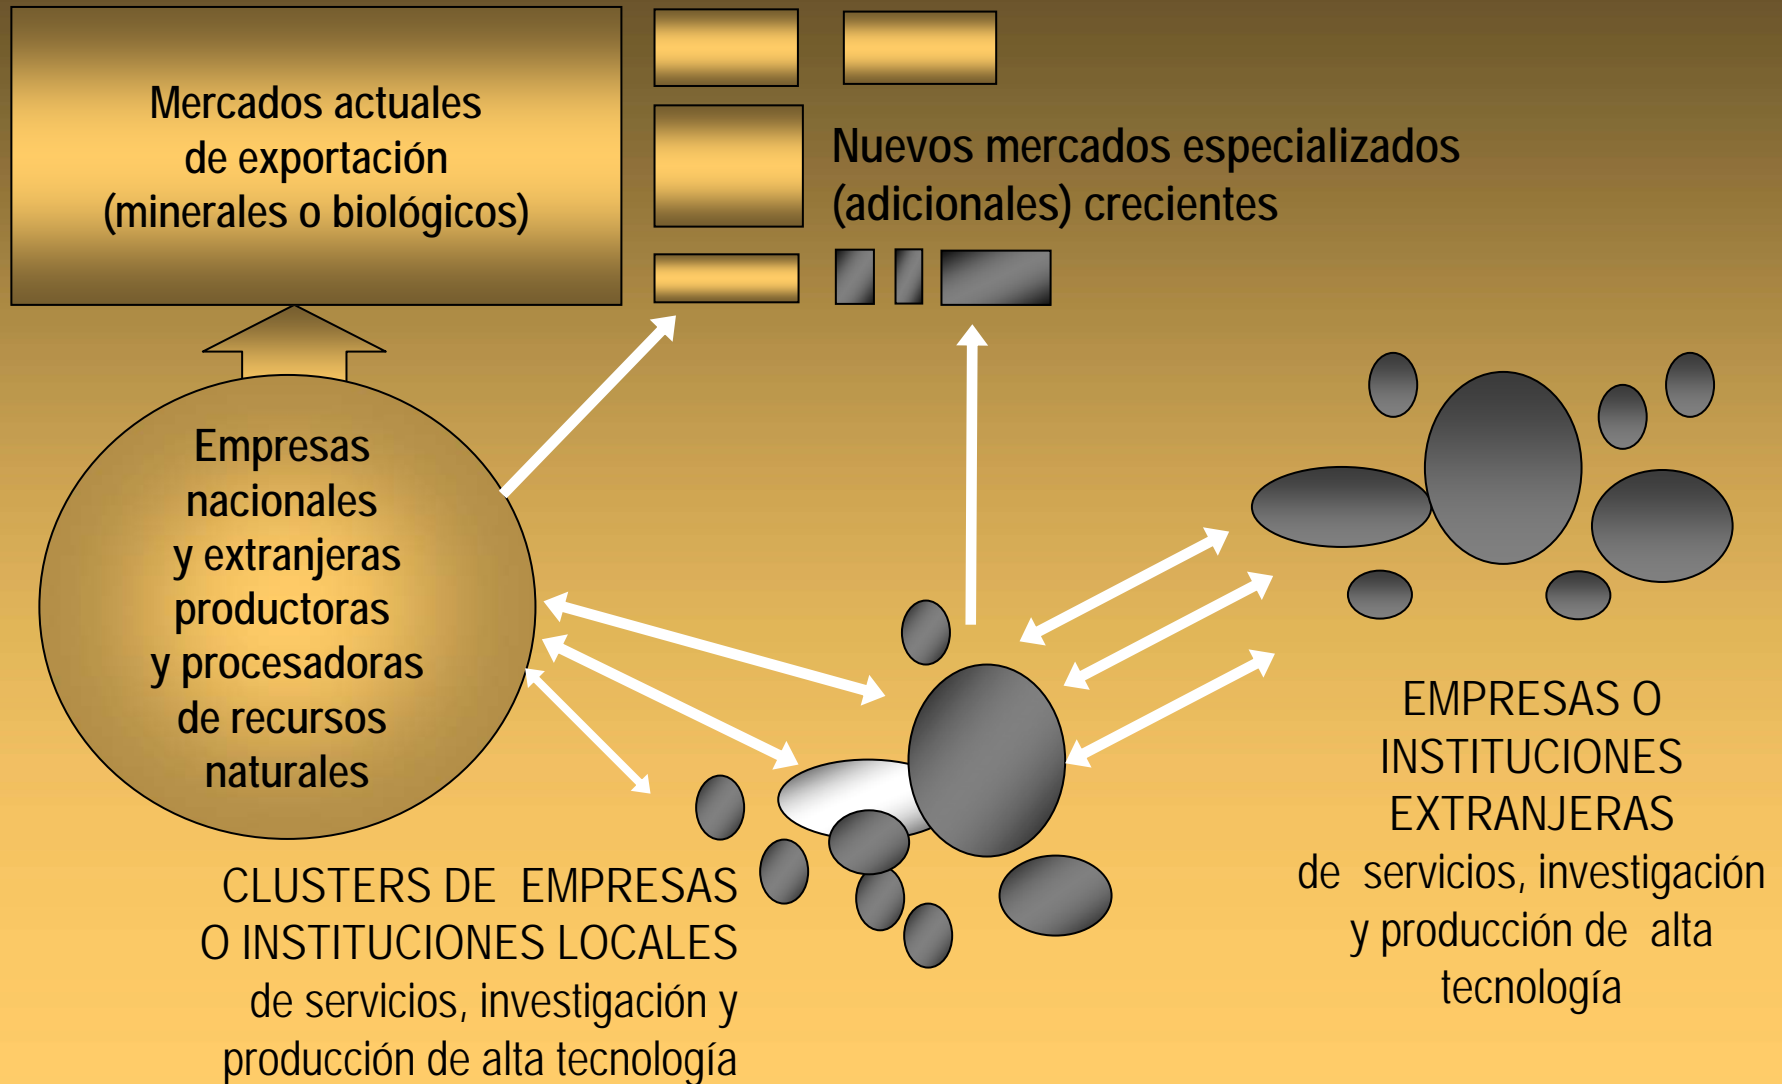 Mercados actuales
de exportación
(minerales o biológicos)
Nuevos mercados especializados
(adicionales) crecientes
Empresas
nacionales
y extranjeras
productoras
y procesadoras
de recursos
naturales
CLUSTERS DE EMPRESAS
O INSTITUCIONES LOCALES
de servicios, investigación y
producción de alta tecnología
EMPRESAS O
INSTITUCIONES
EXTRANJERAS
de servicios, investigación
y producción de alta
tecnología